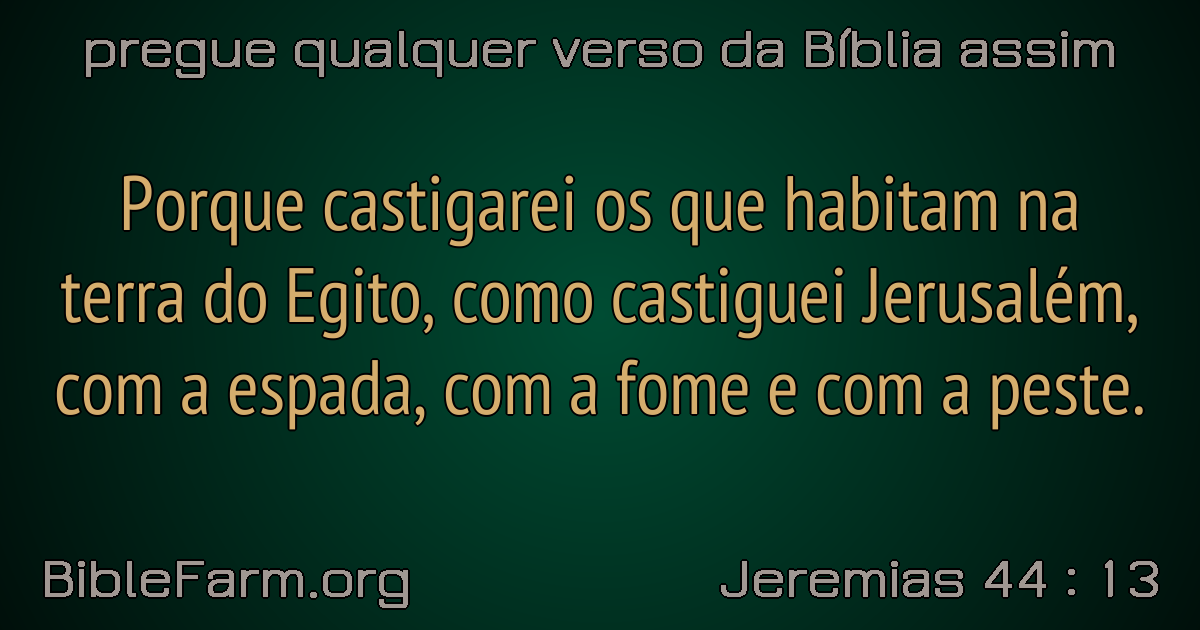 pregue qualquer verso da Bíblia assim
Porque castigarei os que habitam na
terra do Egito, como castiguei Jerusalém,
com a espada, com a fome e com a peste.
BibleFarm.org
Jeremias 44 : 13